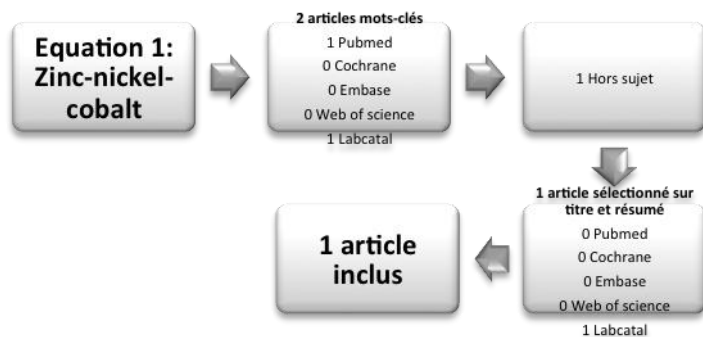 Equation 1:
Zinc-nickel-
cobalt
2 articles mots-clés
1 Pubmed
0 Cochrane
0 Embase
0 Web of science
1 Labcatal
1 Hors sujet
1 article sélectionné sur
titre et résumé
0 Pubmed
0 Cochrane
0 Embase
0 Web of science
1 Labcatal
1 article
inclus